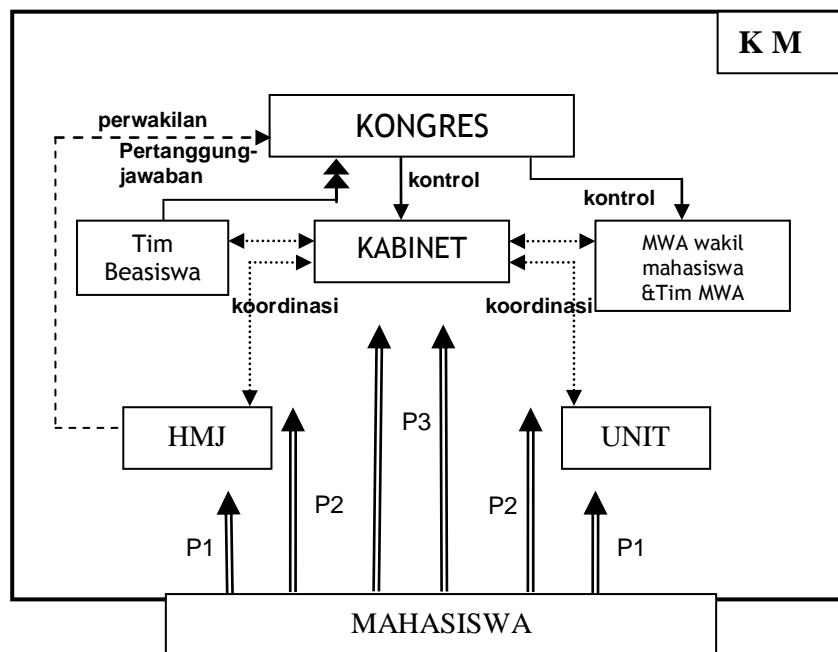 K M
perwakilan
KONGRES
Pertanggung-
jawaban
kontrol
kontrol
Tim
Beasiswa
KABINET
MWA wakil
mahasiswa
&Tim MWA
koordinasi
koordinasi
HMJ
P3
UNIT
P2
P2
P1
P1
MAHASISWA